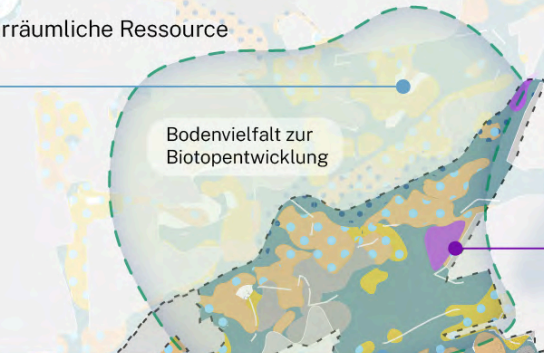 rräumliche Ressource
Bodenvielfalt zur
Biotopentwicklung